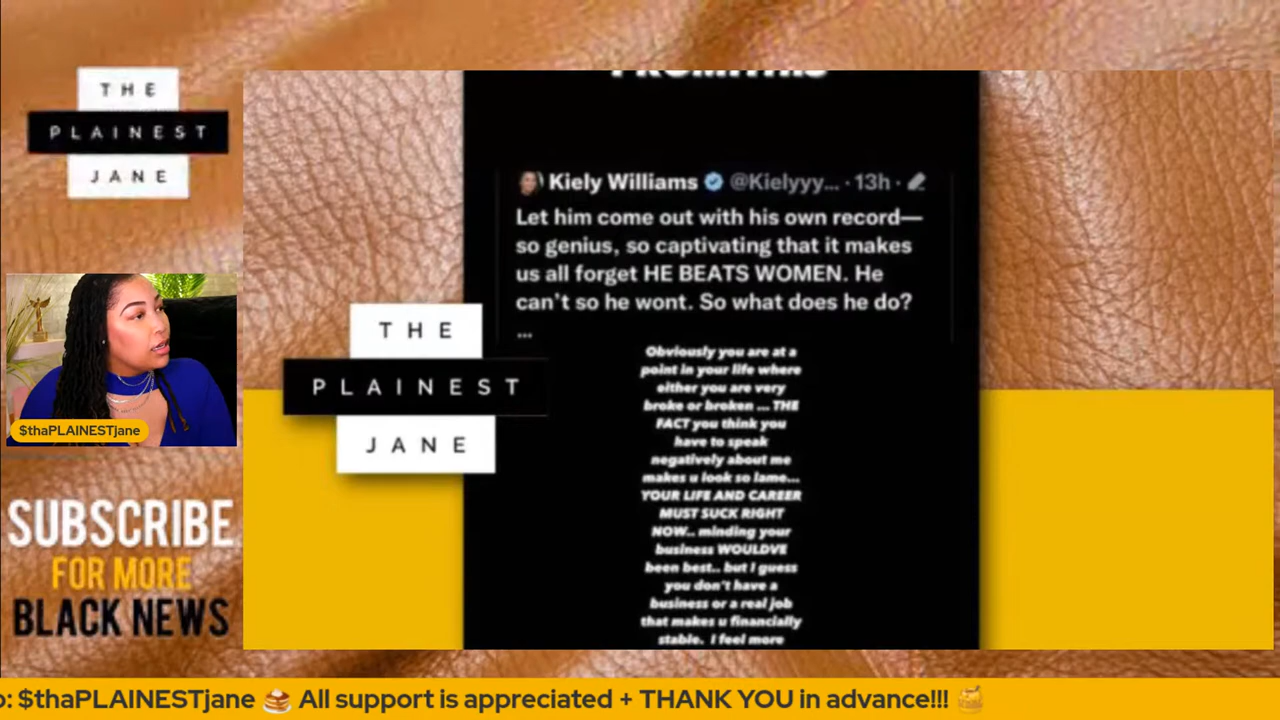 THE
PLAINEST
JANE
Kiely Williams @Kielyyy... · 13h ·
Let him come out with his own record—
so genius, so captivating that it makes
us all forget HE BEATS WOMEN. He
can't so he wont. So what does he do?
...
Obviously you are at a
point in your life where
either you are very
broke or broken ... THE
FACT you think you
have to speak
negatively about me
makes u look so lame...
YOUR LIFE AND CAREER
MUST SUCK RIGHT
NOW.. minding your
business WOULDVE
been best.. but I guess
you don't have a
business or a real job
that makes u financially
stable. I feel more
THE
PLAINEST
JANE
$thaPLAINESTjane
SUBSCRIBE
FOR MORE
BLACK NEWS
o: $thaPLAINESTjane 🥞 All support is appreciated + THANK YOU in advance!!! 🍯